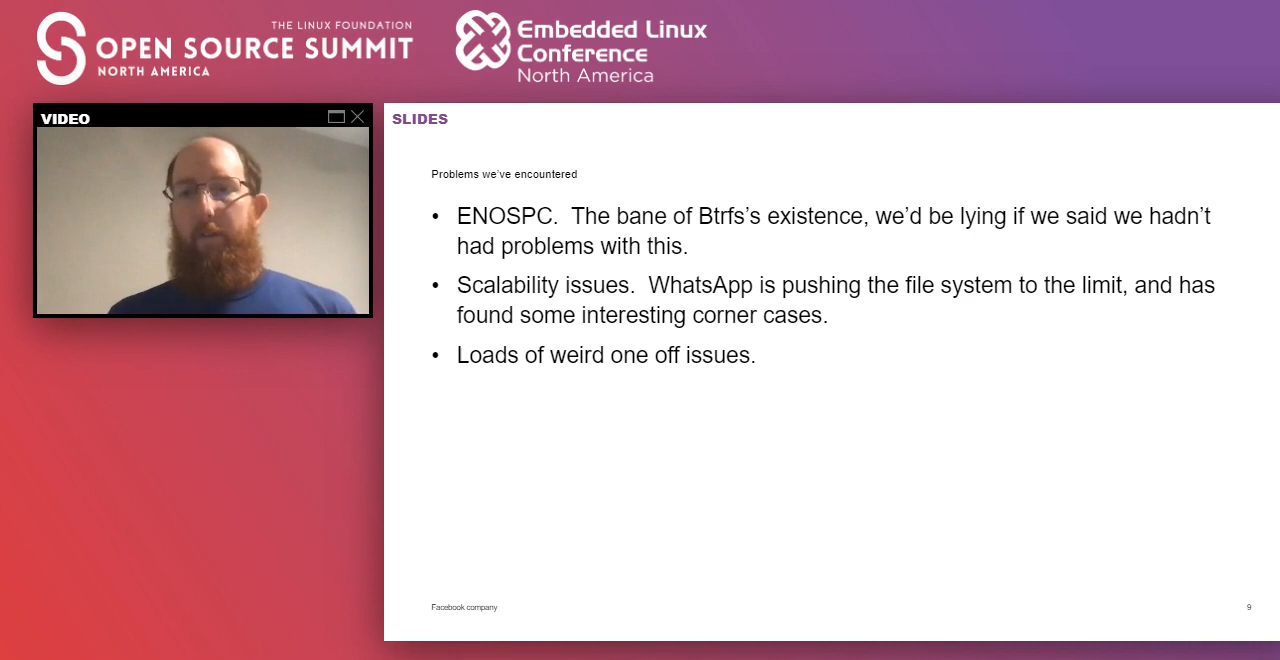 THE LINUX FOUNDATION
OPEN SOURCE SUMMIT
NORTH AMERICA
Embedded Linux
Conference
North America
VIDEO
SLIDES
Problems we've encountered
• ENOSPC.  The bane of Btrfs's existence, we'd be lying if we said we hadn't
had problems with this.
• Scalability issues.  WhatsApp is pushing the file system to the limit, and has
found some interesting corner cases.
• Loads of weird one off issues.
Facebook company
9